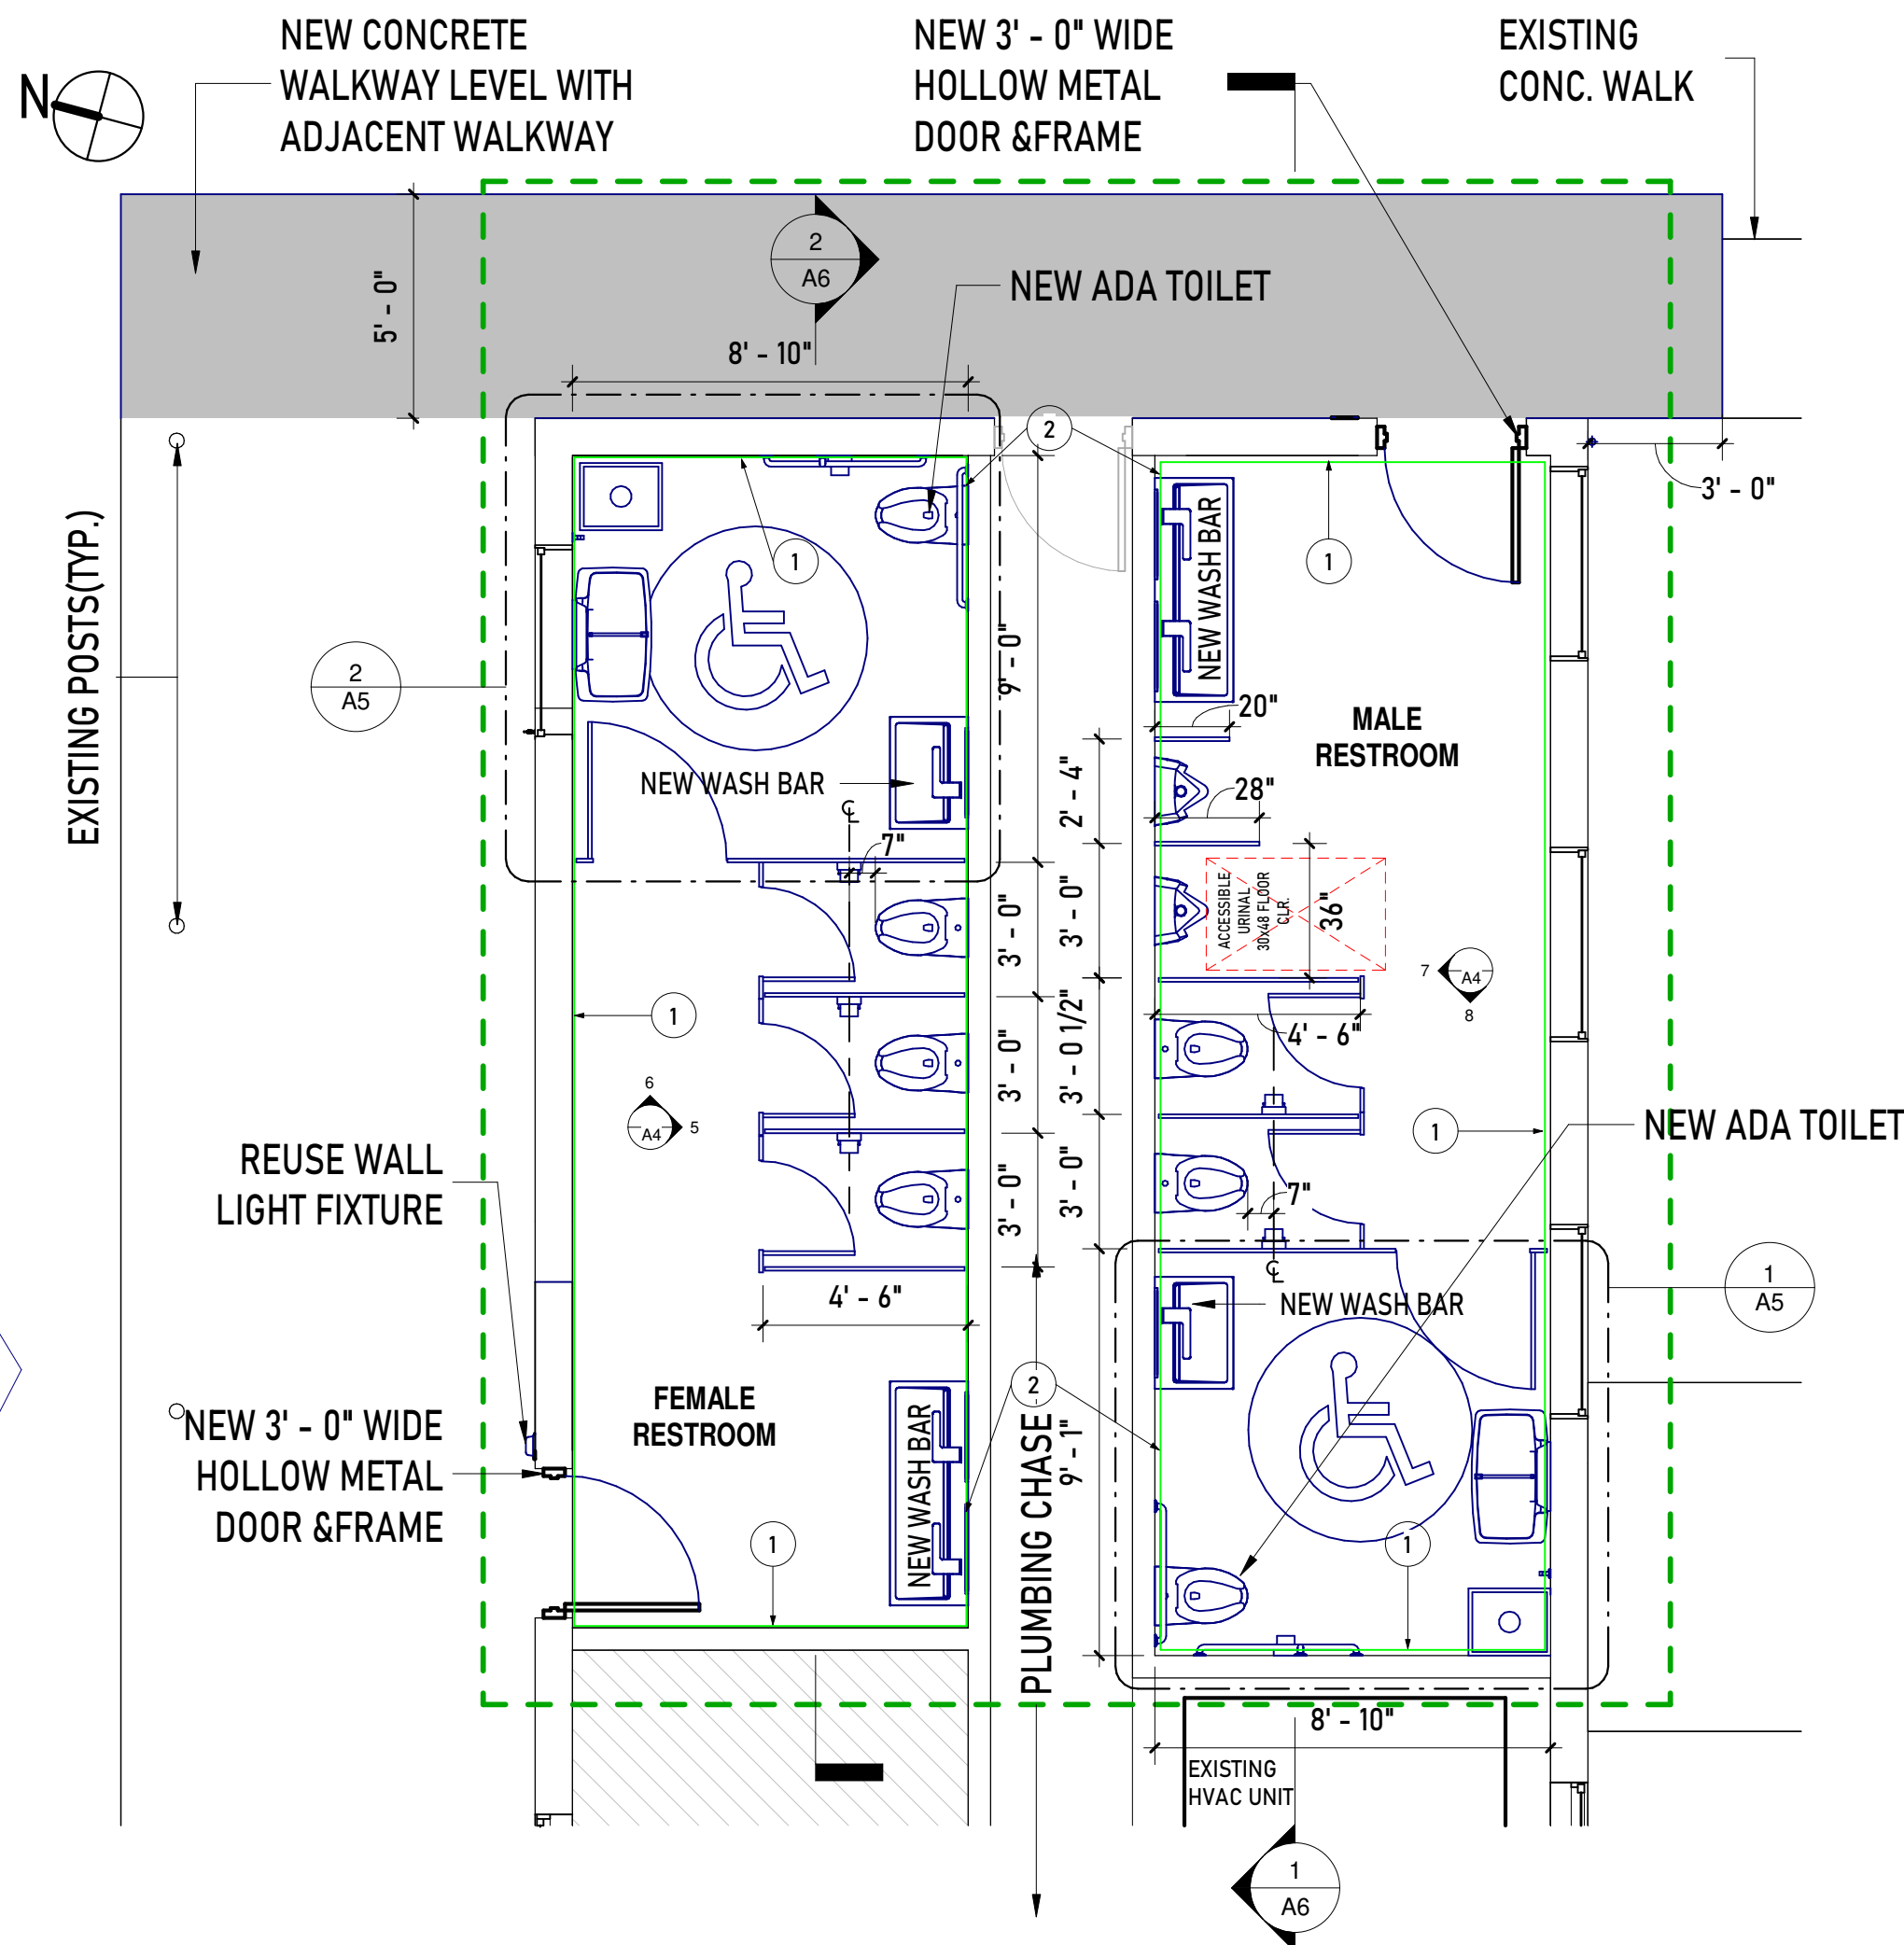 NEW CONCRETE
WALKWAY LEVEL WITH
ADJACENT WALKWAY
NEW 3' - 0" WIDE
HOLLOW METAL
DOOR &FRAME
EXISTING
CONC. WALK
N
2
A6
NEW ADA TOILET
5' - 0"
8' - 10"
2
3' - 0"
1
1
NEW WASH BAR
EXISTING POSTS(TYP.)
2
A5
9' - 0"
20"
MALE
RESTROOM
NEW WASH BAR
2' - 4"
28"
7"
℄
3' - 0"
3' - 0"
ACCESSIBLE
URINAL
30x48 FLOOR
CLR.
36"
7
A4
8
1
3' - 0"
3' - 0 1/2"
4' - 6"
6
A4
5
1
NEW ADA TOILET
REUSE WALL
LIGHT FIXTURE
3' - 0"
3' - 0"
7"
℄
4' - 6"
NEW WASH BAR
1
A5
2
FEMALE
RESTROOM
NEW WASH BAR
NEW 3' - 0" WIDE
HOLLOW METAL
DOOR &FRAME
PLUMBING CHASE
9' - 1"
1
1
8' - 10"
EXISTING
HVAC UNIT
1
A6